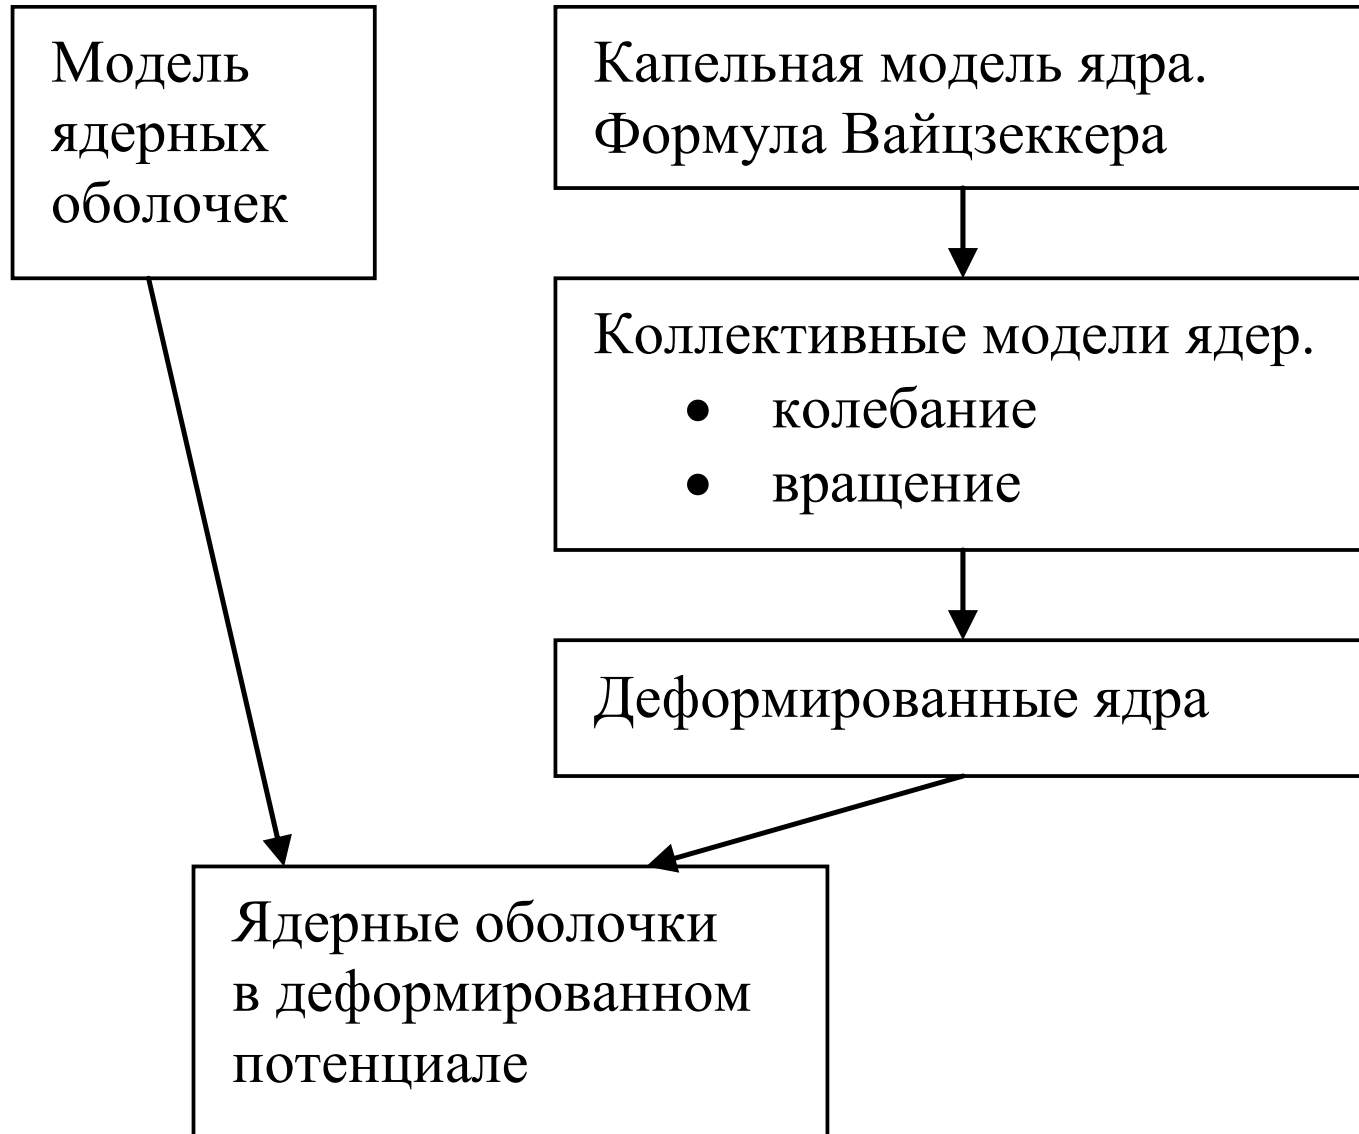 Модель
ядерных
оболочек
Капельная модель ядра.
Формула Вайцзеккера
Коллективные модели ядер.
• колебание
• вращение
Деформированные ядра
Ядерные оболочки
в деформированном
потенциале